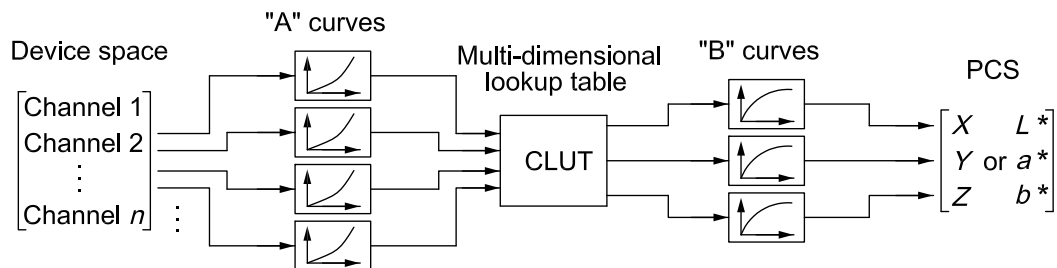 "A" curves
Device space
Multi-dimensional
lookup table
"B" curves
PCS
Channel 1
Channel 2
⋮
Channel n
⋮
CLUT
X L*
Y or a*
Z b*